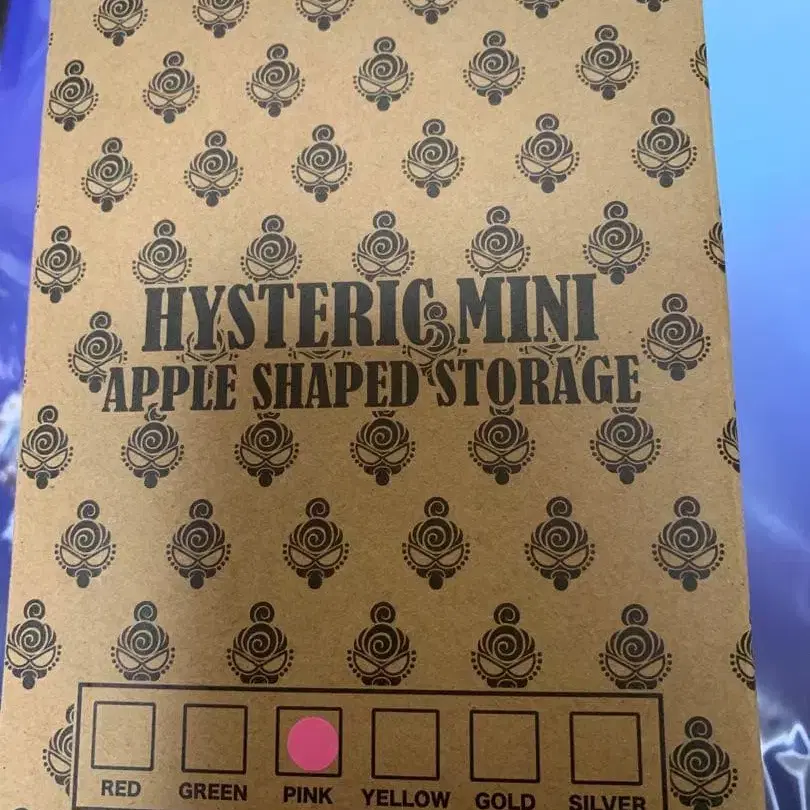 HYSTERIC MINI
APPLE SHAPED STORAGE
RED GREEN PINK YELLOW GOLD SILVER